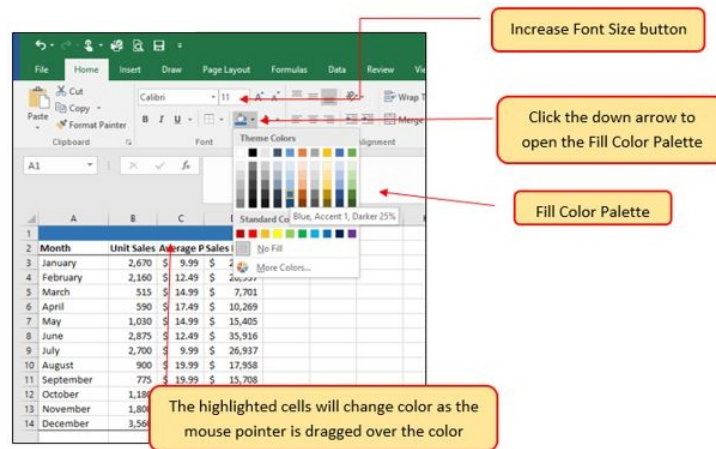 Increase Font Size button
File Home Insert Draw Page Layout Formulas Data Review
Cut
Copy
Format Painter
Paste
Calibri 11
B I U
Wrap
Merge
Clipboard Font Alignment
Click the down arrow to
open the Fill Color Palette
Theme Colors
A1
fx
Fill Color Palette
Blue, Accent 1, Darker 25%
Standard Co
No Fill
More Colors...
A B C
1
2 Month Unit Sales Average P Sales
3 January 2,670 $ 9.99 $
4 February 2,160 $ 12.49 $
5 March 515 $ 14.99 $ 7,701
6 April 590 $ 17.49 $ 10,269
7 May 1,030 $ 14.99 $ 15,405
8 June 2,875 $ 12.49 $ 35,916
9 July 2,700 $ 9.99 $ 26,937
10 August 900 $ 19.99 $ 17,958
11 September 775 $ 19.99 $ 15,708
12 October
13 November
14 December
The highlighted cells will change color as the
mouse pointer is dragged over the color